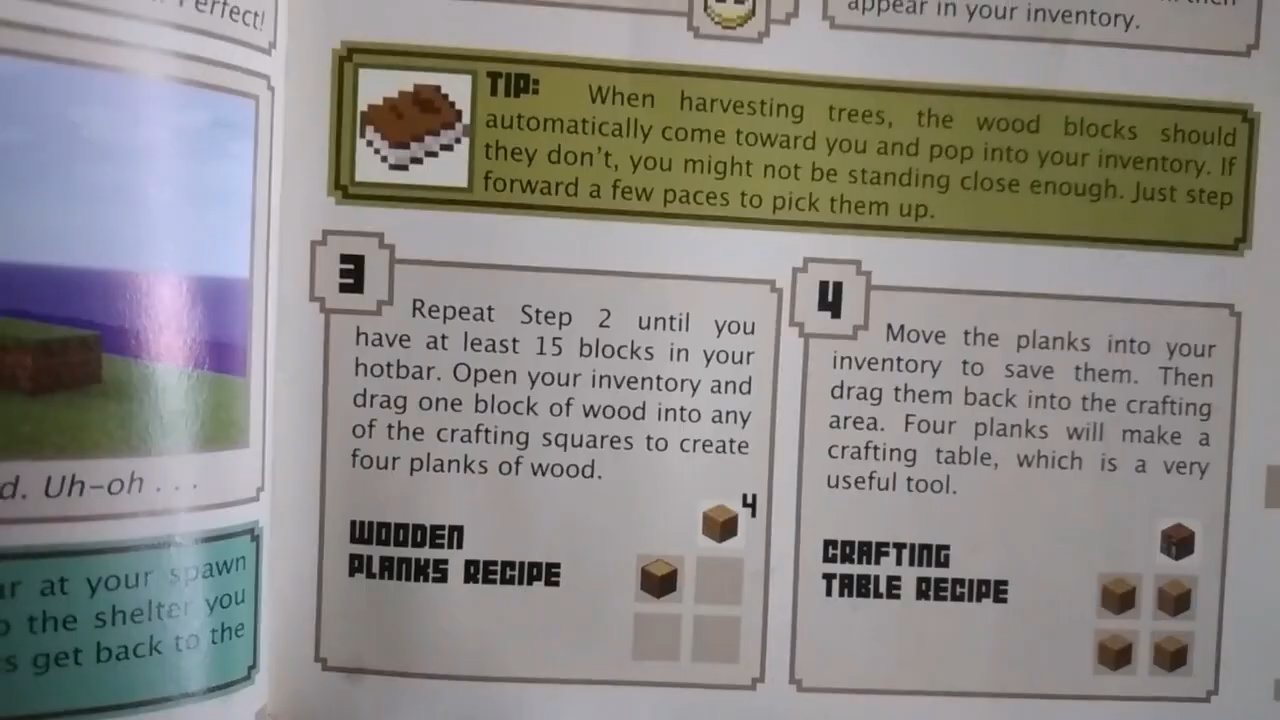 Perfect!
d. Uh-oh . . .
at your spawn
the shelter you
s get back to the
appear in your inventory.
TIP: When harvesting trees, the wood blocks should
automatically come toward you and pop into your inventory. If
they don't, you might not be standing close enough. Just step
forward a few paces to pick them up.
3
Repeat Step 2 until you
have at least 15 blocks in your
hotbar. Open your inventory and
drag one block of wood into any
of the crafting squares to create
four planks of wood.
WOODEN
PLANKS RECIPE
4
4
Move the planks into your
inventory to save them. Then
drag them back into the crafting
area. Four planks will make a
crafting table, which is a very
useful tool.
CRAFTING
TABLE RECIPE